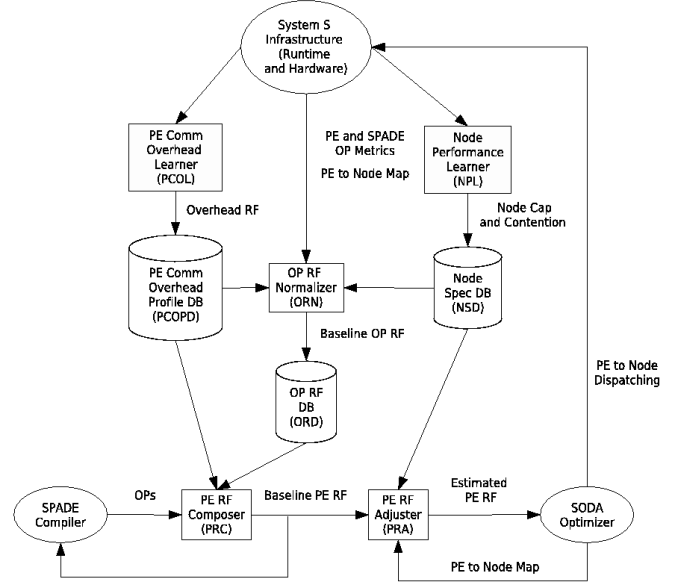 System S
Infrastructure
(Runtime
and Hardware)
PE Comm
Overhead
Learner
(PCOL)
PE and SPADE
OP Metrics
PE to Node Map
Node
Performance
Learner
(NPL)
Overhead RF
Node Cap
and Contention
PE Comm
Overhead
Profile DB
(PCOPD)
OP RF
Normalizer
(ORN)
Node
Spec DB
(NSD)
Baseline OP RF
PE to Node
Dispatching
OP RF
DB
(ORD)
SPADE
Compiler
OPs
PE RF
Composer
(PRC)
Baseline PE RF
PE RF
Adjuster
(PRA)
Estimated
PE RF
SODA
Optimizer
PE to Node Map